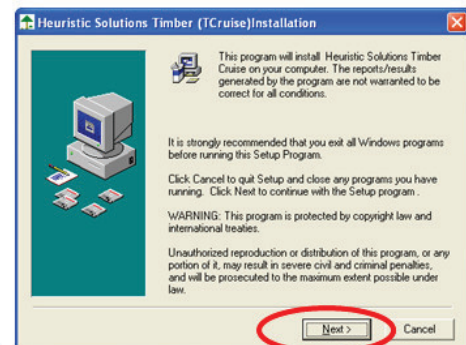 Heuristic Solutions Timber (TCruise)Installation
This program will install Heuristic Solutions Timber
Cruise on your computer. The reports/results
generated by the program are not warranted to be
correct for all conditions.
It is strongly recommended that you exit all Windows programs
before running this Setup Program.
Click Cancel to quit Setup and close any programs you have
running. Click Next to continue with the Setup program .
WARNING: This program is protected by copyright law and
international treaties.
Unauthorized reproduction or distribution of this program, or any
portion of it, may result in severe civil and criminal penalties,
and will be prosecuted to the maximum extent possible under
law.
Next > Cancel